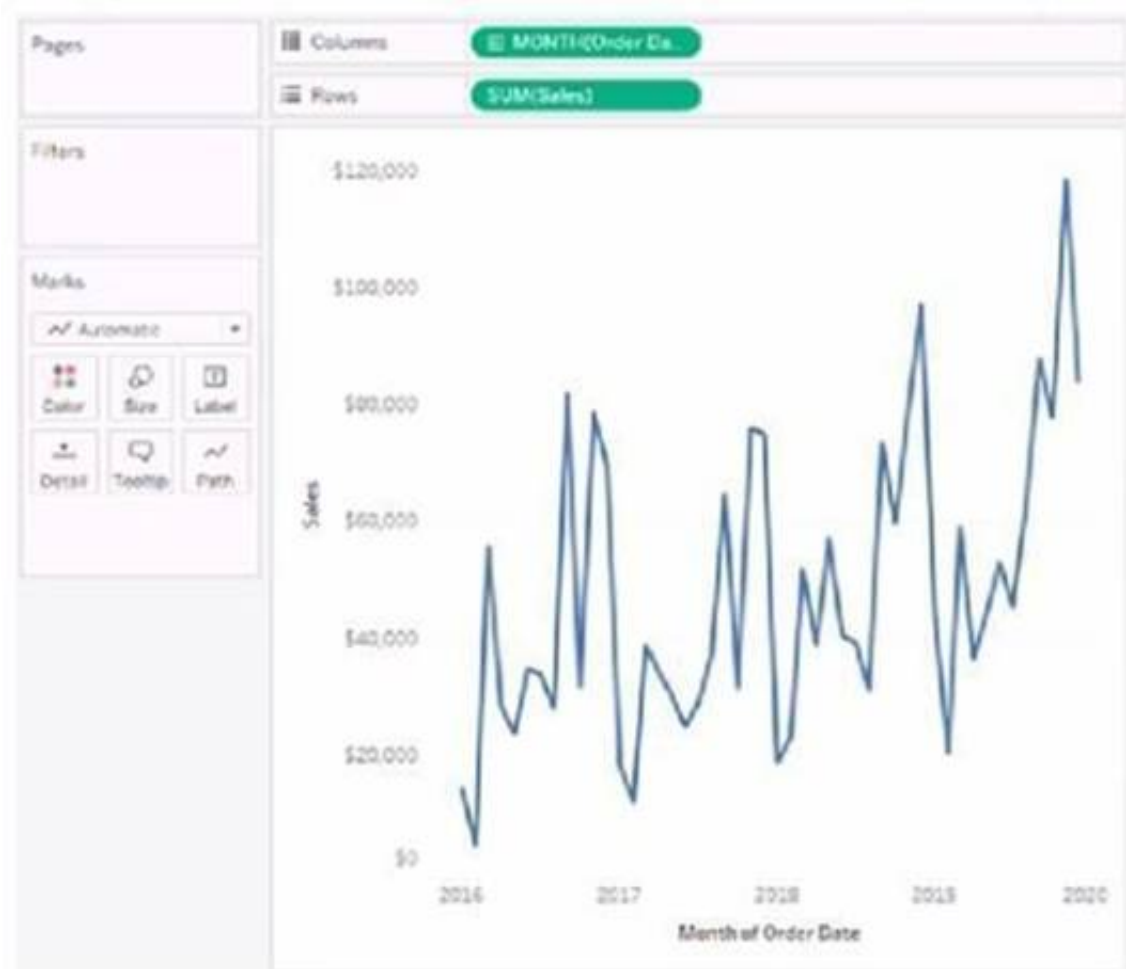 Pages
Columns
MONTH(Order Da..
Rows
SUM(Sales)
Filters
Marks
Automatic
Color
Size
Label
Detail
Tooltip
Path
Sales
$120,000
$100,000
$80,000
$60,000
$40,000
$20,000
$0
2016
2017
2018
2019
2020
Month of Order Date